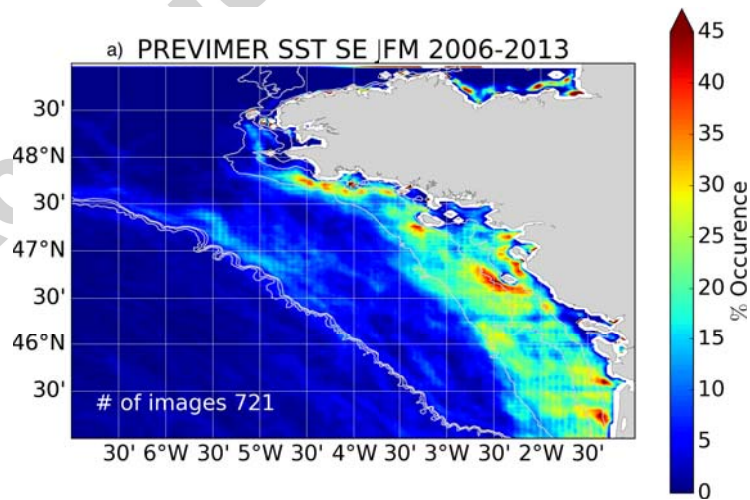 a) PREVIMER SST SE JFM 2006-2013
45
40
35
30
25
20
15
10
5
0
% Occurence
30'
48°N
30'
47°N
30'
46°N
30'
# of images 721
30' 6°W 30' 5°W 30' 4°W 30' 3°W 30' 2°W 30'